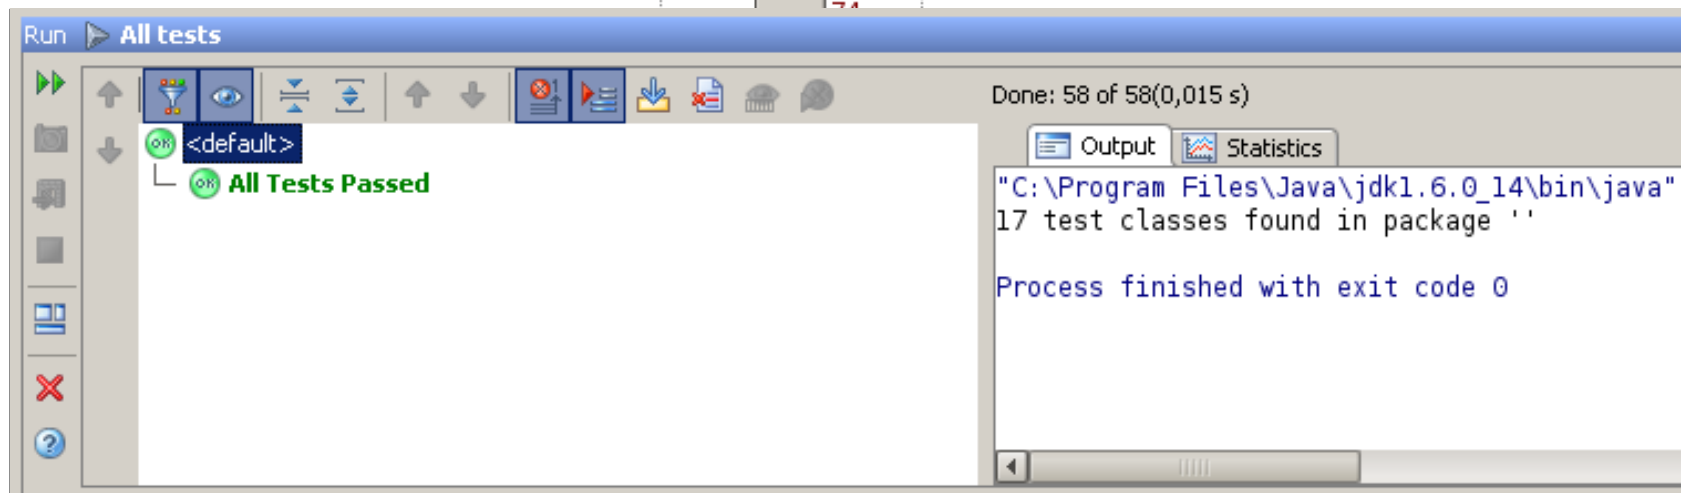 74
Run All tests
Done: 58 of 58(0,015 s)
<default>
All Tests Passed
Output Statistics
"C:\Program Files\Java\jdk1.6.0_14\bin\java"
17 test classes found in package ''
Process finished with exit code 0